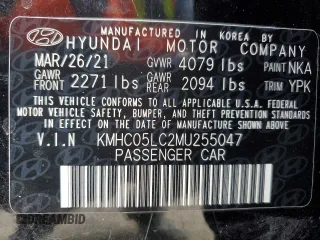 MANUFACTURED IN KOREA BY
HYUNDAI MOTOR COMPANY
MAR/26/21 GVWR 4079 lbs PAINT NKA
GAWR FRONT 2271 lbs GAWR REAR 2094 lbs TRIM YPK
THIS VEHICLE CONFORMS TO ALL APPLICABLE U.S. FEDERAL
MOTOR VEHICLE SAFETY, BUMPER, AND THEFT PREVENTION
STANDARDS IN EFFECT ON THE DATE OF MANUFACTURE SHOWN ABOVE.
V.I.N KMHC05LC2MU255047
PASSENGER CAR
DREAMBID